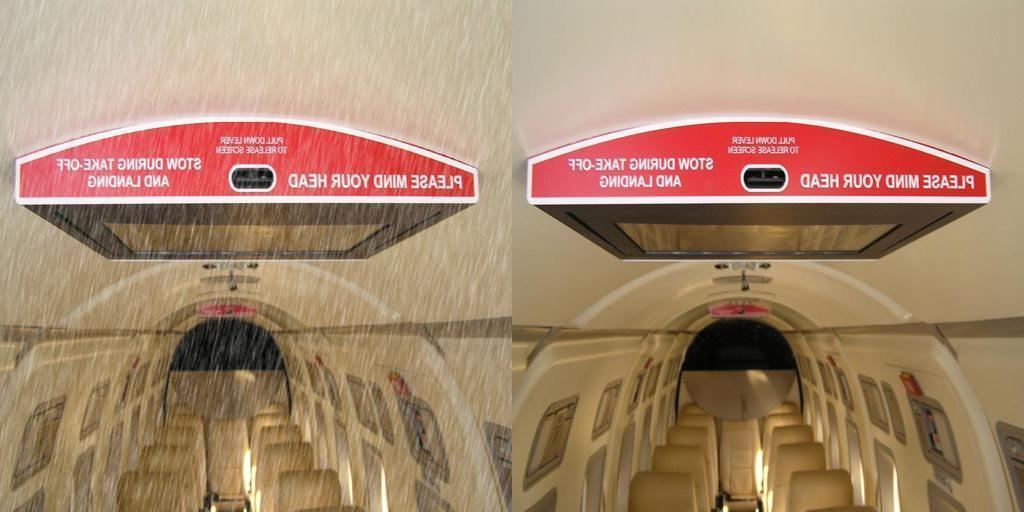 PULL DOWN LEVER
TO RELEASE SCREEN
STOW DURING TAKE-OFF
AND LANDING
PLEASE MIND YOUR HEAD
PULL DOWN LEVER
TO RELEASE SCREEN
STOW DURING TAKE-OFF
AND LANDING
PLEASE MIND YOUR HEAD